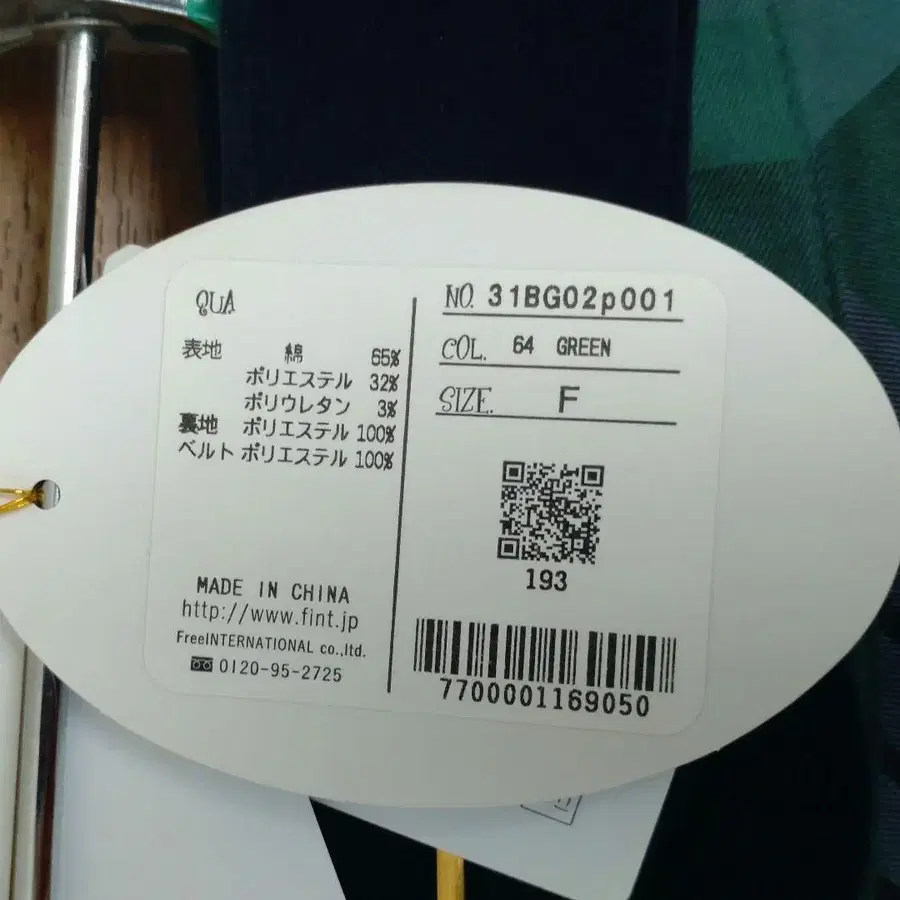 QUA
表地 綿 65%
ポリエステル 32%
ポリウレタン 3%
裏地 ポリエステル 100%
ベルト ポリエステル 100%
MADE IN CHINA
http://www.fint.jp
FreeINTERNATIONAL co.,ltd.
0120-95-2725
NO. 31BG02p001
COL. 64 GREEN
SIZE. F
193
7700001169050